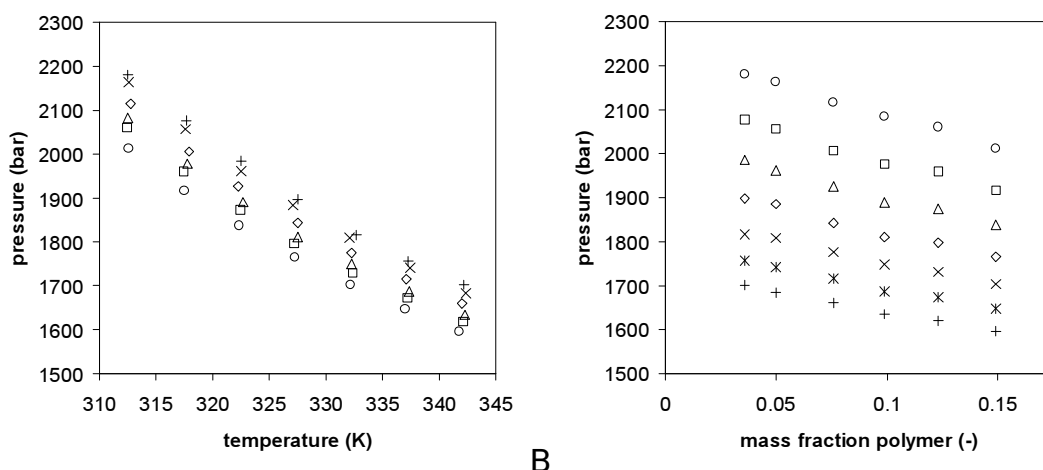 2300
2200
2100
2000
1900
1800
1700
1600
1500
310 315 320 325 330 335 340 345
pressure (bar)
temperature (K)
2300
2200
2100
2000
1900
1800
1700
1600
1500
0 0.05 0.1 0.15
pressure (bar)
mass fraction polymer (-)
B